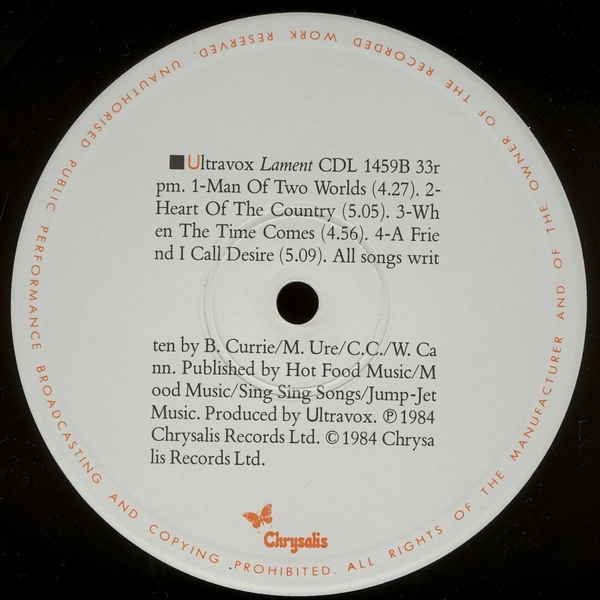 Ultravox Lament CDL 1459B 33r
pm. 1-Man Of Two Worlds (4.27). 2-
Heart Of The Country (5.05). 3-Wh
en The Time Comes (4.56). 4-A Frie
nd I Call Desire (5.09). All songs writ
ten by B. Currie/M. Ure/C.C./W. Ca
nn. Published by Hot Food Music/M
ood Music/Sing Sing Songs/Jump-Jet
Music. Produced by Ultravox. ℗ 1984
Chrysalis Records Ltd. © 1984 Chrysa
lis Records Ltd.
Chrysalis
ALL RIGHTS OF THE MANUFACTURER AND OF THE OWNER OF THE RECORDED WORK RESERVED. UNAUTHORISED PUBLIC PERFORMANCE BROADCASTING AND COPYING PROHIBITED.